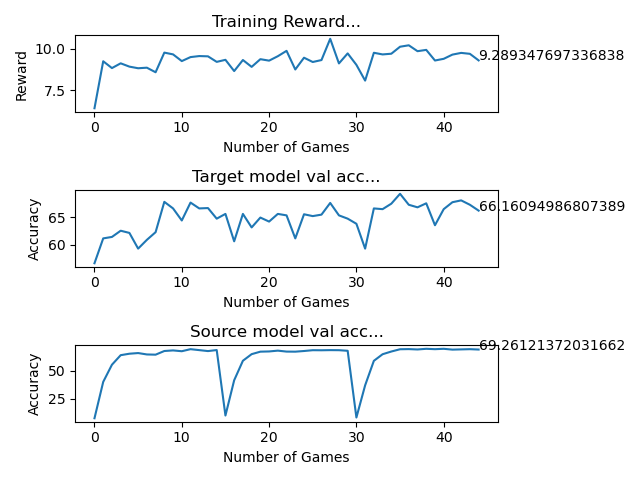 Training Reward...
10.0
7.5
Reward
9.289347697336838
0 10 20 30 40
Number of Games
Target model val acc...
65
60
Accuracy
66.16094986807389
0 10 20 30 40
Number of Games
Source model val acc...
50
25
Accuracy
69.26121372031662
0 10 20 30 40
Number of Games